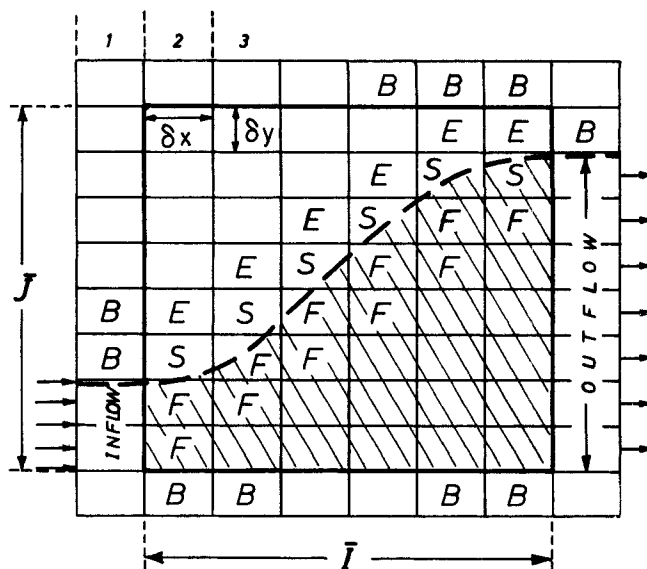 1 2 3
B B B
δx δy E E B
E S S
E S F F
J̄ E S F F
B E S F F
B S F F
INFLOW F F OUTFLOW
F
B B B B
Ī